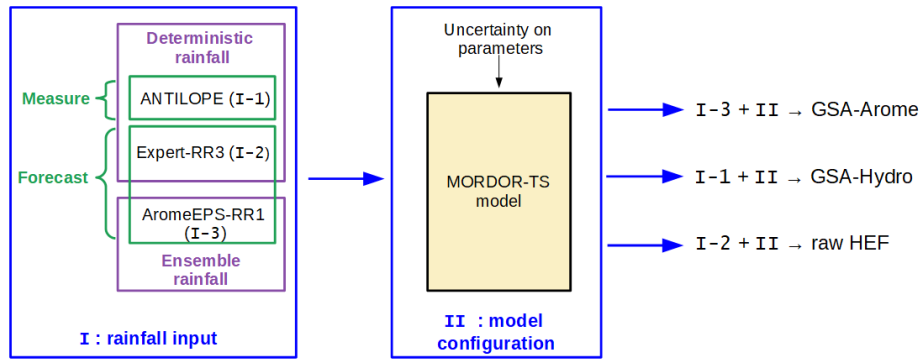 Deterministic
rainfall
Measure
ANTILOPE (I-1)
Expert-RR3 (I-2)
Forecast
AromeEPS-RR1
(I-3)
Ensemble
rainfall
I : rainfall input
Uncertainty on
parameters
MORDOR-TS
model
II : model
configuration
I-3 + II → GSA-Arome
I-1 + II → GSA-Hydro
I-2 + II → raw HEF